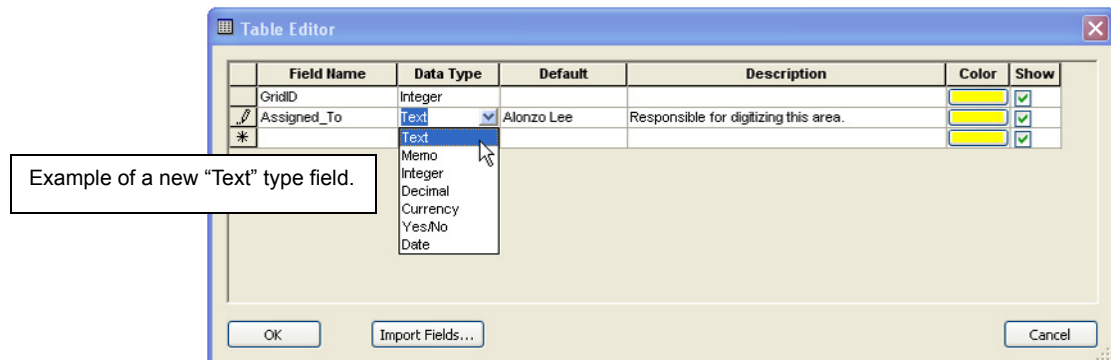 Table Editor
Field Name Data Type Default Description Color Show
GridID Integer
Assigned_To Text Alonzo Lee Responsible for digitizing this area.
* Text
Memo
Example of a new “Text” type field.
Integer
Decimal
Currency
Yes/No
Date
OK Import Fields... Cancel